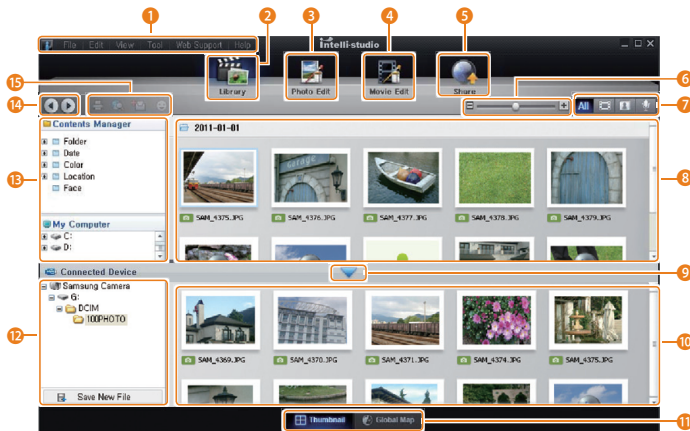 1 2 3 4 5
File Edit View Tool Web Support Help
Intelli-studio
Library Photo Edit Movie Edit Share
15
6
14
All
7
Contents Manager
2011-01-01
Folder
Date
Color
Location
Face
13
8
SAM_4375.JPG SAM_4376.JPG SAM_4377.JPG SAM_4378.JPG SAM_4379.JPG
My Computer
C:
D:
Connected Device
9
Samsung Camera
G:
DCIM
100PHOTO
12
10
SAM_4369.JPG SAM_4370.JPG SAM_4371.JPG SAM_4374.JPG SAM_4375.JPG
Save New File
Thumbnail Global Map
11